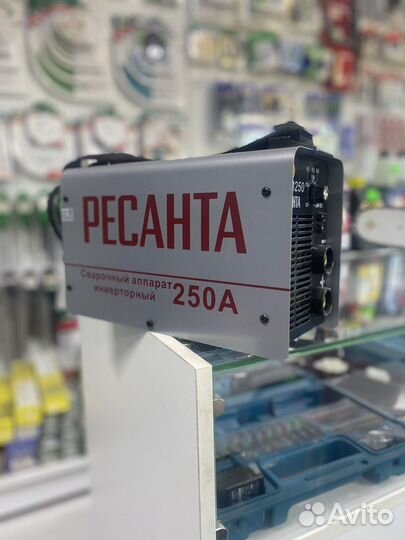 РЕСАНТА
Сварочный аппарат
инверторный 250А
250
Avito